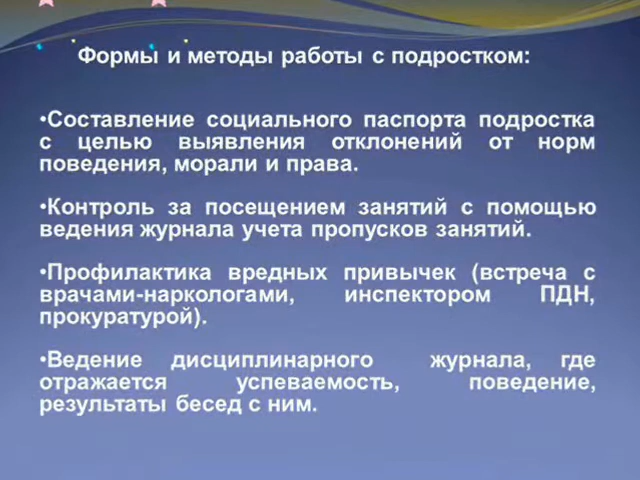 Формы и методы работы с подростком:
•Составление социального паспорта подростка
с целью выявления отклонений от норм
поведения, морали и права.
•Контроль за посещением занятий с помощью
ведения журнала учета пропусков занятий.
•Профилактика вредных привычек (встреча с
врачами-наркологами, инспектором ПДН,
прокуратурой).
•Ведение дисциплинарного журнала, где
отражается успеваемость, поведение,
результаты бесед с ним.